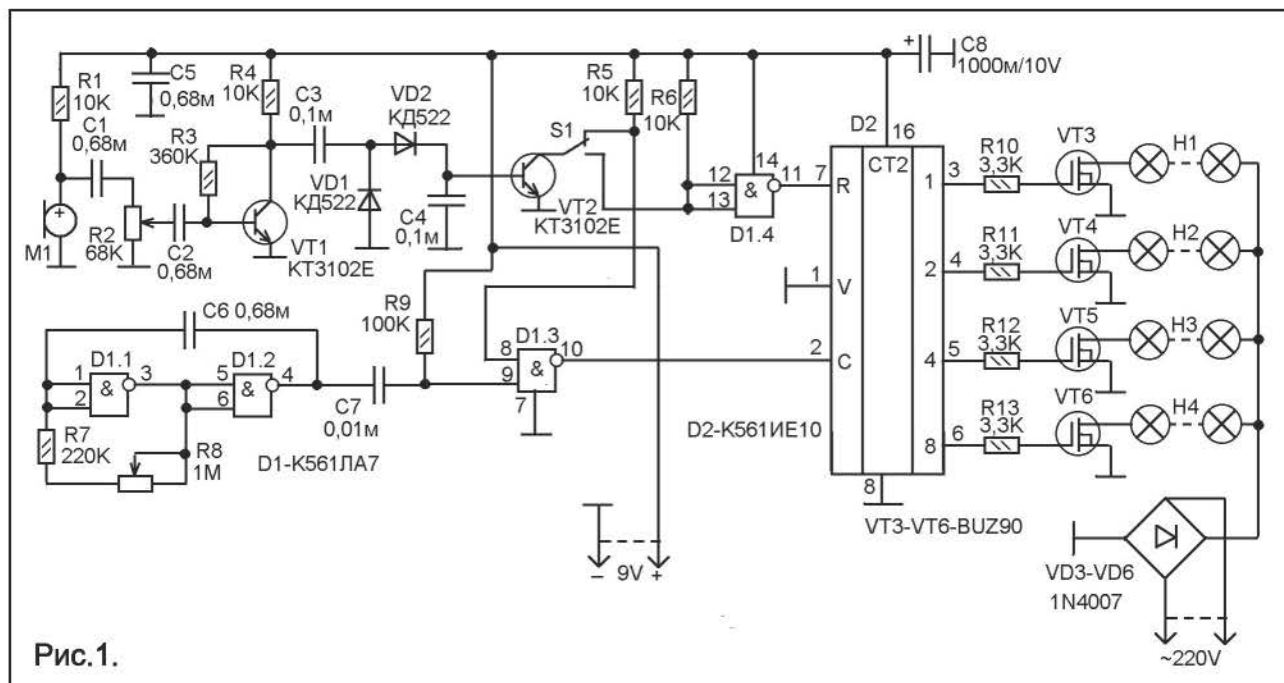 R1
10K
C5
0,68м
R4
10K
C1
0,68м
R3
360K
C3
0,1м
VD2
КД522
VD1
КД522
C4
0,1м
+
M1
R2
68K
C2
0,68м
VT1
КТ3102Е
VT2
КТ3102Е
S1
R5
10K
R6
10K
12
13
14
&
11
D1.4
+
C8
1000м/10V
D2
16
CT2
7
R
1
V
2
C
8
1
3
2
4
4
5
8
6
R10
3,3K
VT3
H1
R11
3,3K
VT4
H2
R12
3,3K
VT5
H3
R13
3,3K
VT6
H4
C6 0,68м
D1.1
1
2
&
3
D1.2
5
6
&
4
R7
220K
R8
1M
C7
0,01м
R9
100K
D1.3
8
9
&
10
7
D1-К561ЛА7
D2-К561ИЕ10
VT3-VT6-BUZ90
– 9V +
VD3-VD6
1N4007
~220V
Рис.1.